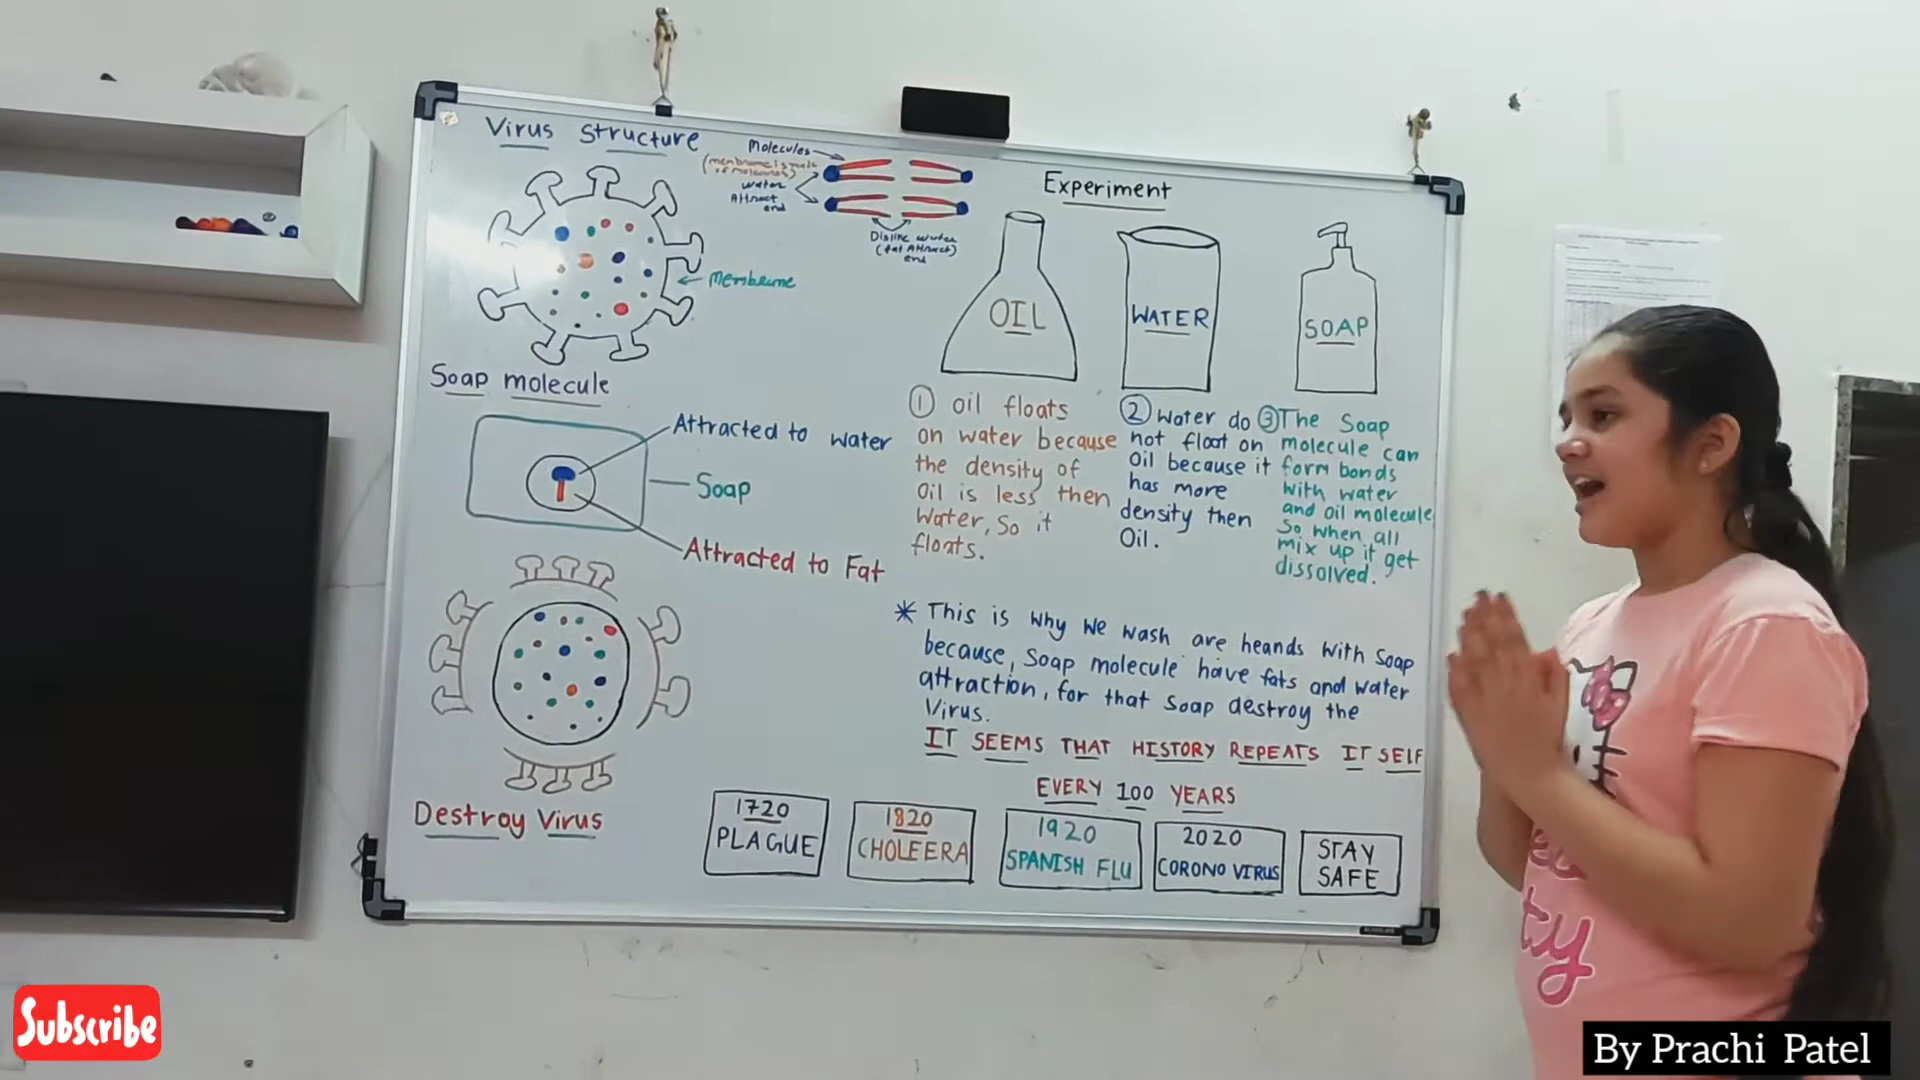 Virus Structure
Molecules
(membrane is made
of molecules)
water
Attract
end
Dislike water
(fat Attract)
end
Membrane
Soap molecule
Attracted to water
Soap
Attracted to Fat
Destroy Virus
Experiment
OIL
WATER
SOAP
① oil floats
on water because
the density of
Oil is less then
Water, So it
floats.
② Water do
not float on
Oil because it
has more
density then
Oil.
③ The Soap
molecule can
form bonds
with water
and oil molecule
So when all
mix up it get
dissolved.
* This is why we wash are heands with Soap
because, Soap molecule have fats and water
attraction, for that Soap destroy the
Virus.
IT SEEMS THAT HISTORY REPEATS IT SELF
EVERY 100 YEARS
1720
PLAGUE
1820
CHOLEERA
1920
SPANISH FLU
2020
CORONO VIRUS
STAY
SAFE
Subscribe
By Prachi Patel